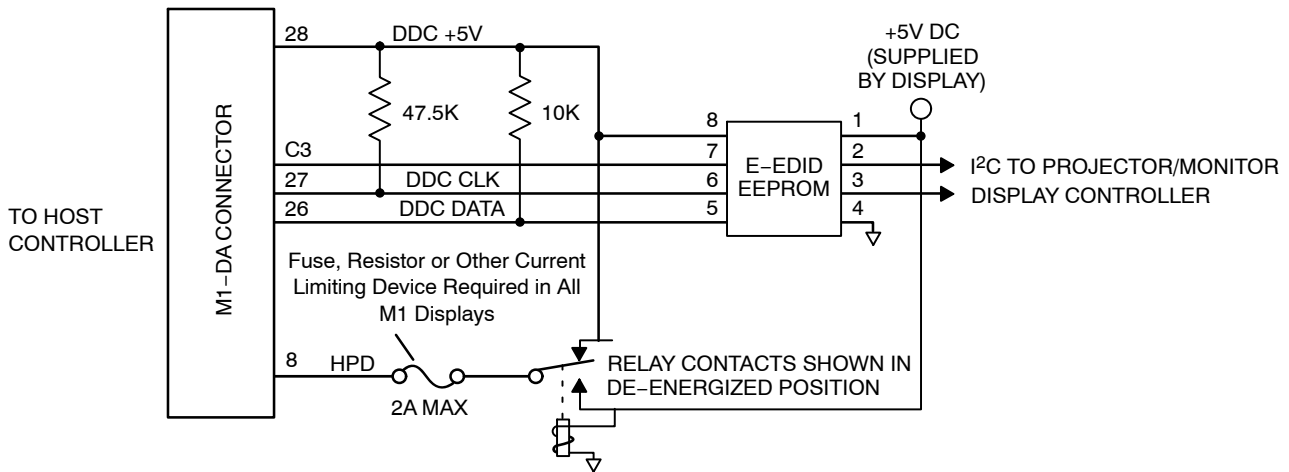 28
DDC +5V
+5V DC
(SUPPLIED
BY DISPLAY)
47.5K
10K
8
1
C3
7
2
27
DDC CLK
6
3
26
DDC DATA
5
4
E−EDID
EEPROM
I2C TO PROJECTOR/MONITOR
DISPLAY CONTROLLER
TO HOST
CONTROLLER
M1−DA CONNECTOR
Fuse, Resistor or Other Current
Limiting Device Required in All
M1 Displays
8
HPD
2A MAX
RELAY CONTACTS SHOWN IN
DE−ENERGIZED POSITION